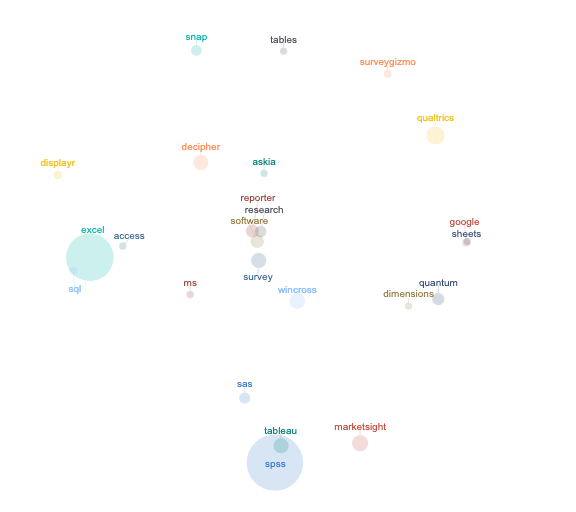 snap
tables
surveygizmo
qualtrics
decipher
displayr
askia
reporter
research
software
google
excel
access
sheets
survey
ms
sql
wincross
quantum
dimensions
sas
marketsight
tableau
spss